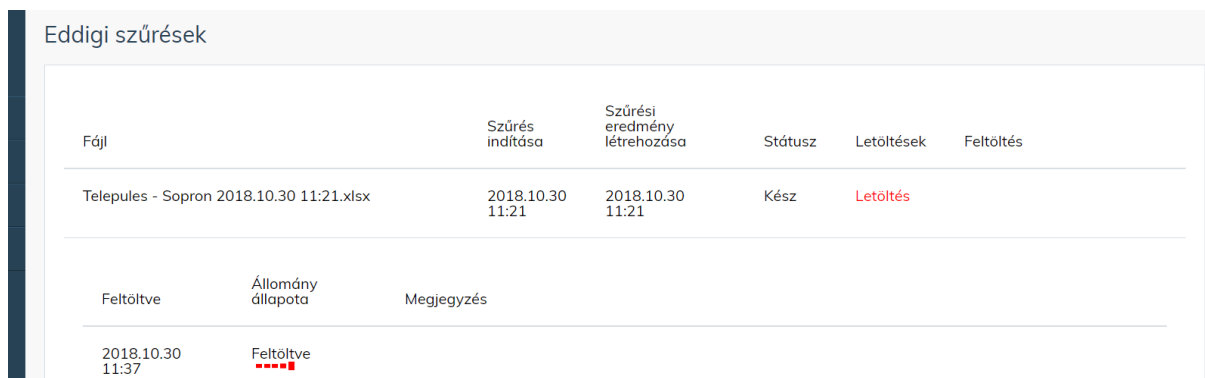 Eddigi szűrések
Szűrési
Szűrés eredmény
Fájl indítása létrehozása Státusz Letöltések Feltöltés
Telepules - Sopron 2018.10.30 11:21.xlsx 2018.10.30 2018.10.30 Kész Letöltés
11:21 11:21
Állomány
Feltöltve állapota Megjegyzés
2018.10.30 Feltöltve
11:37